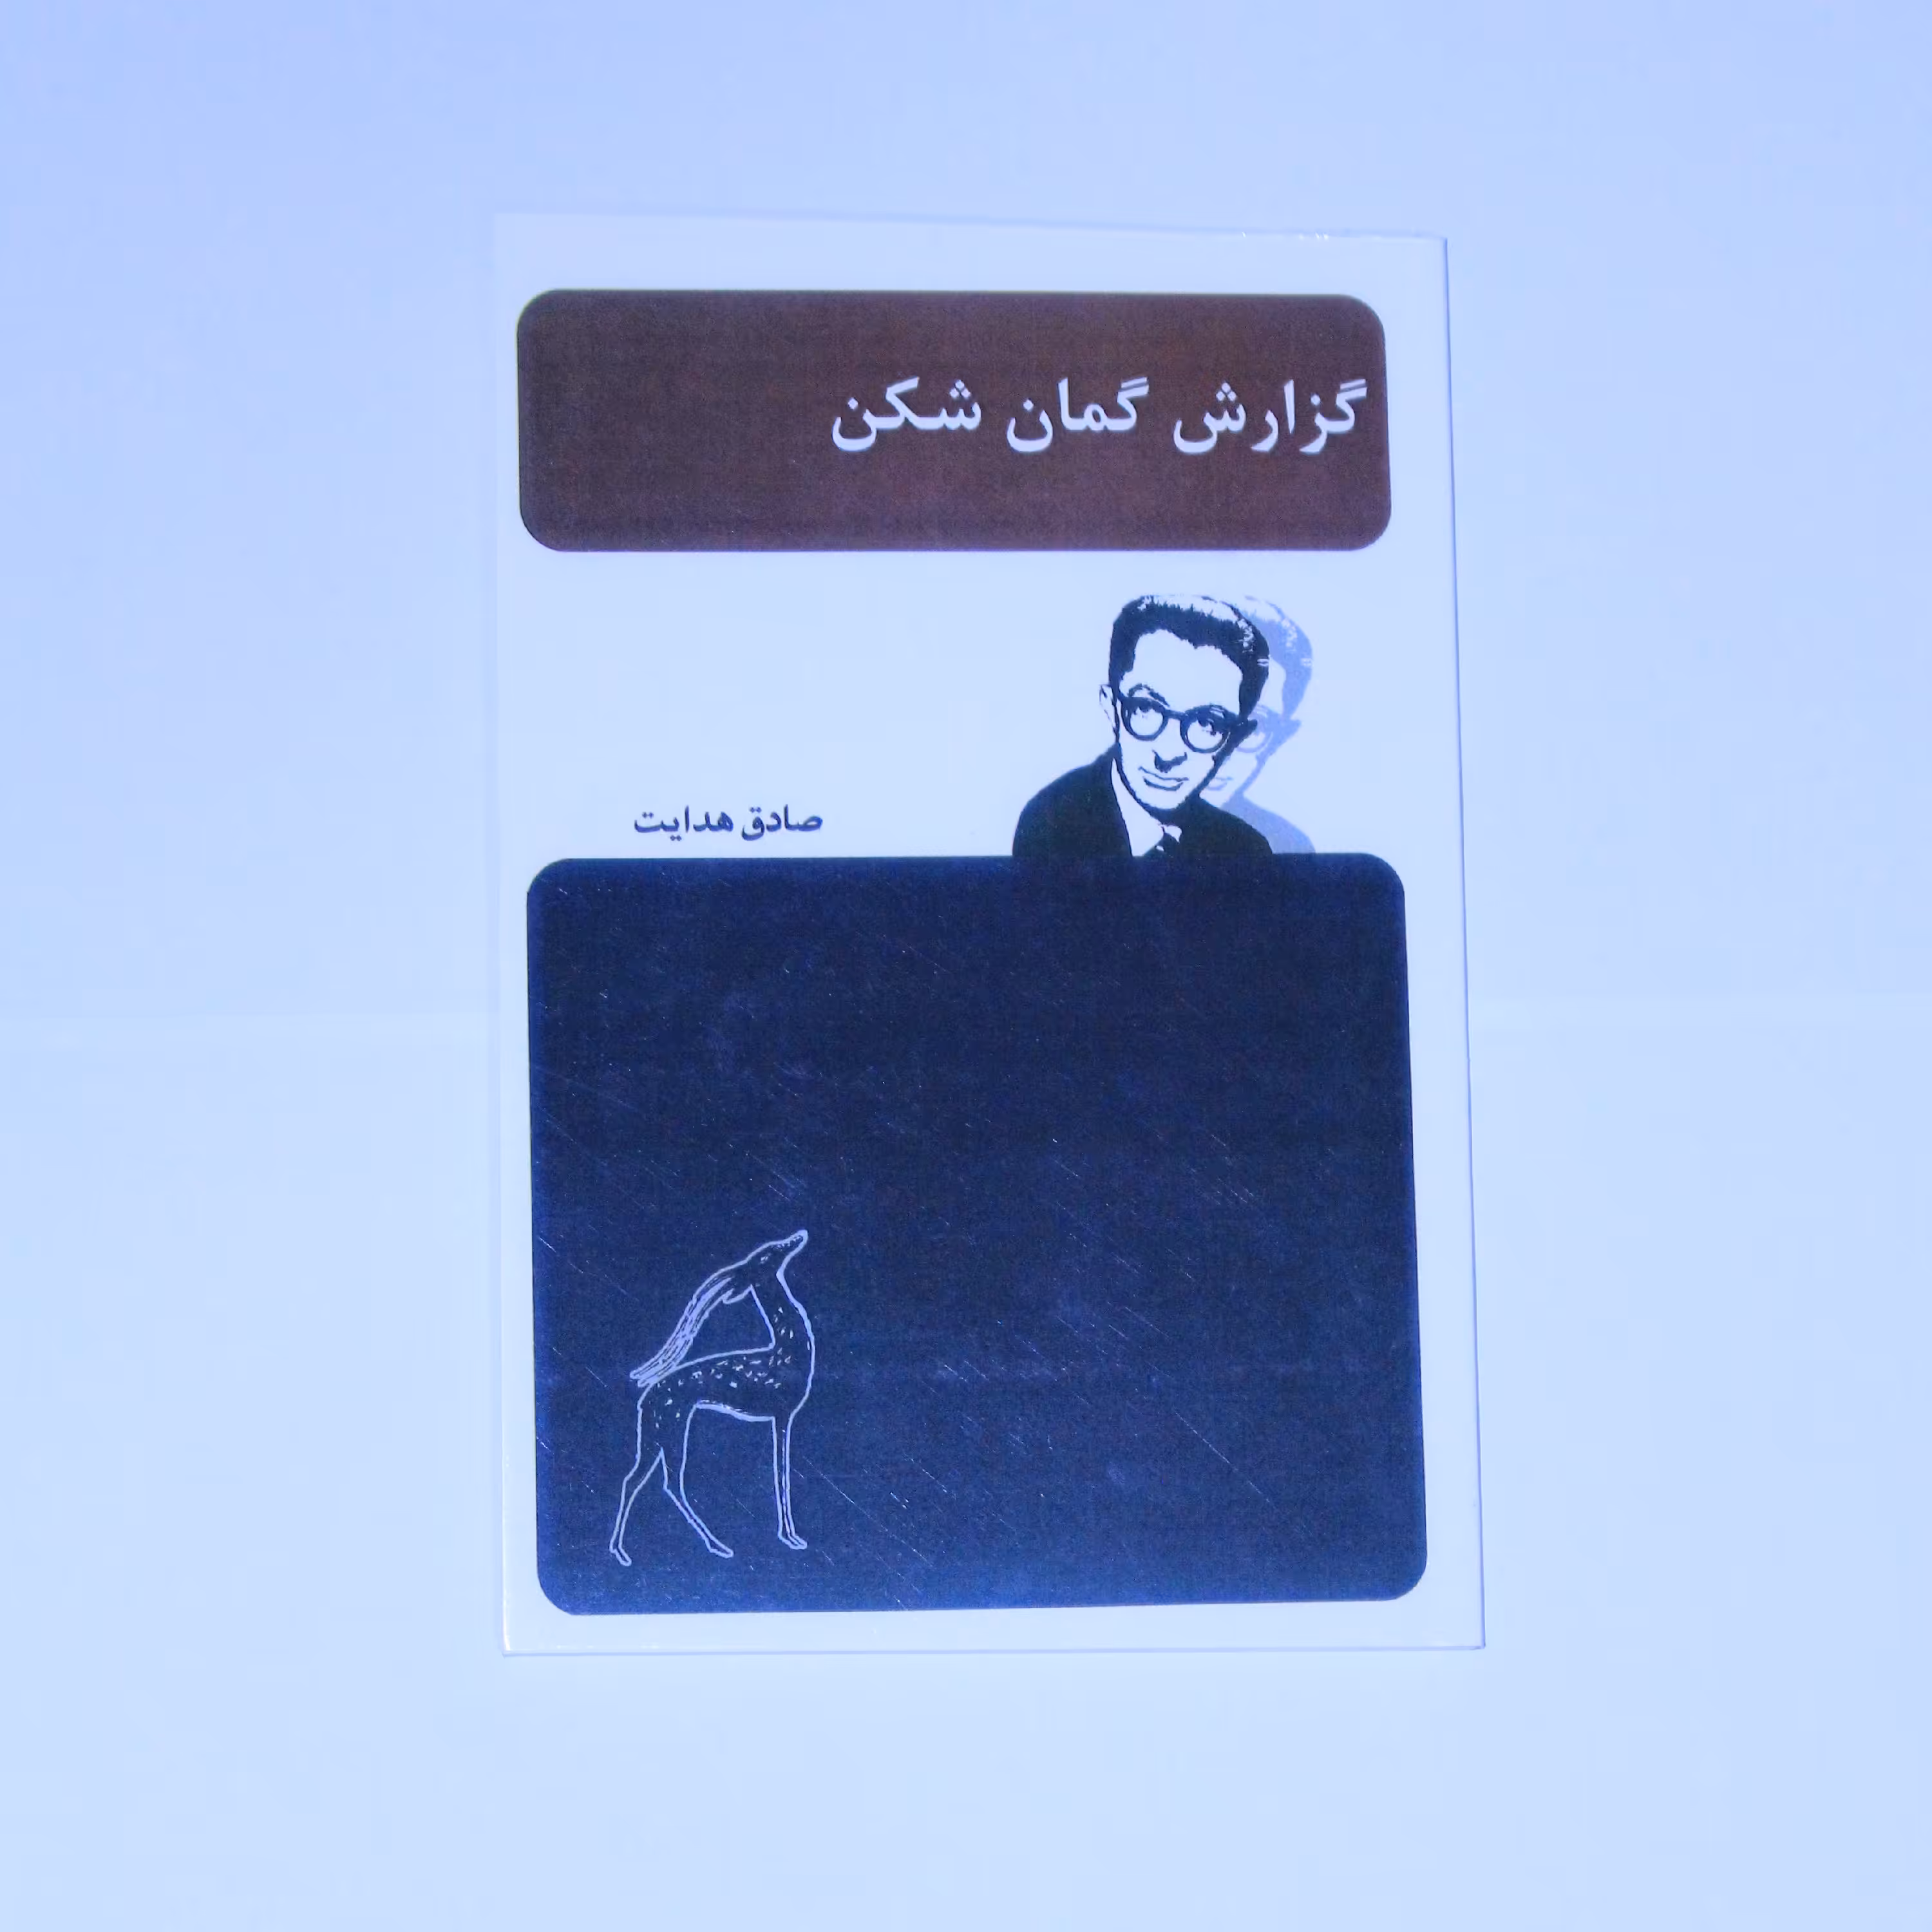 گزارش گمان شکن
صادق هدایت